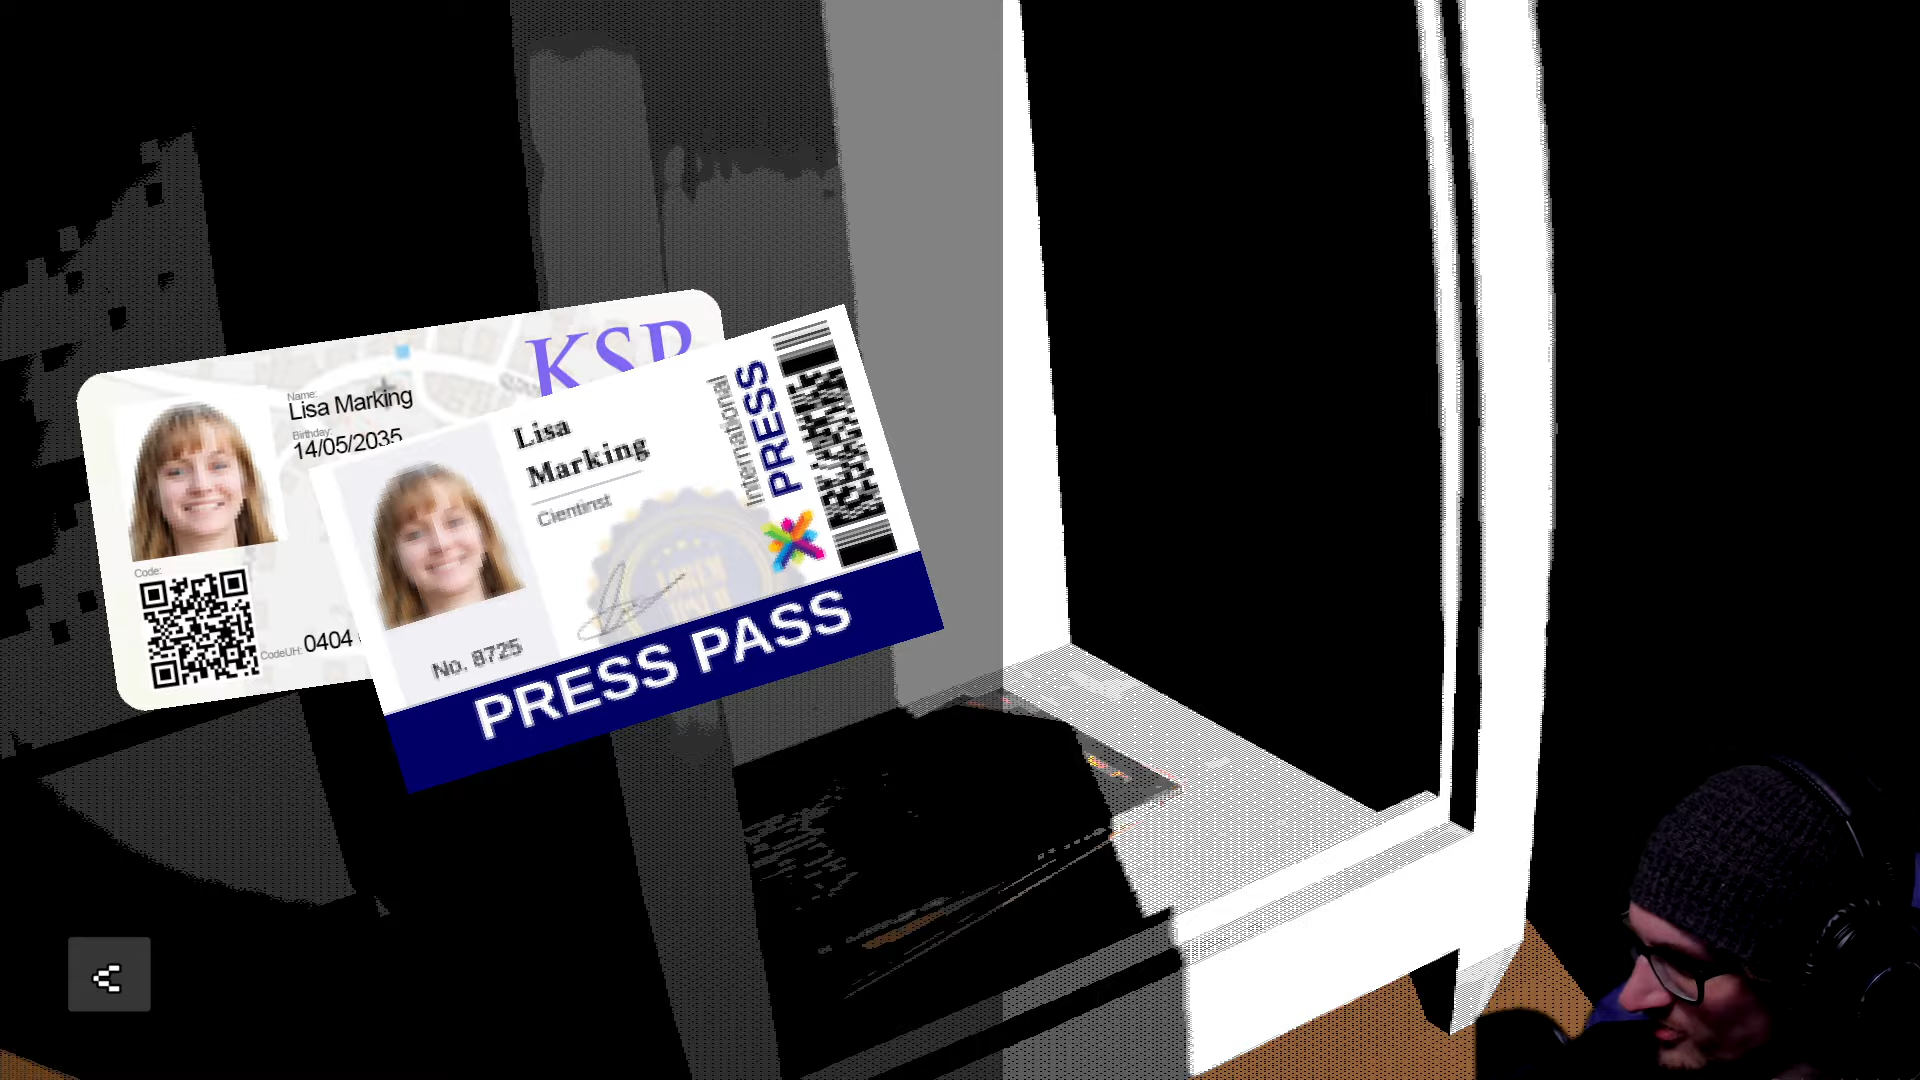 KSP
Name:
Lisa Marking
Birthday:
14/05/2035
Code:
CodeUH: 0404
Lisa
Marking
Cientinst
International
PRESS
No. 8725
PRESS PASS